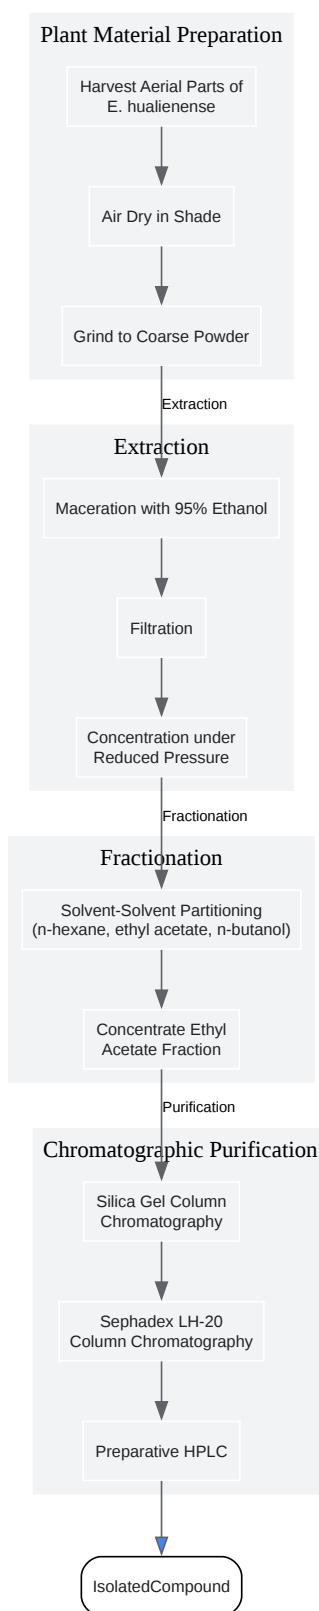 Plant Material Preparation
Harvest Aerial Parts of
E. hualienense
Air Dry in Shade
Grind to Coarse Powder
Extraction
Extraction
Maceration with 95% Ethanol
Filtration
Concentration under
Reduced Pressure
Fractionation
Fractionation
Solvent-Solvent Partitioning
(n-hexane, ethyl acetate, n-butanol)
Concentrate Ethyl
Acetate Fraction
Purification
Chromatographic Purification
Silica Gel Column
Chromatography
Sephadex LH-20
Column Chromatography
Preparative HPLC
IsolatedCompound